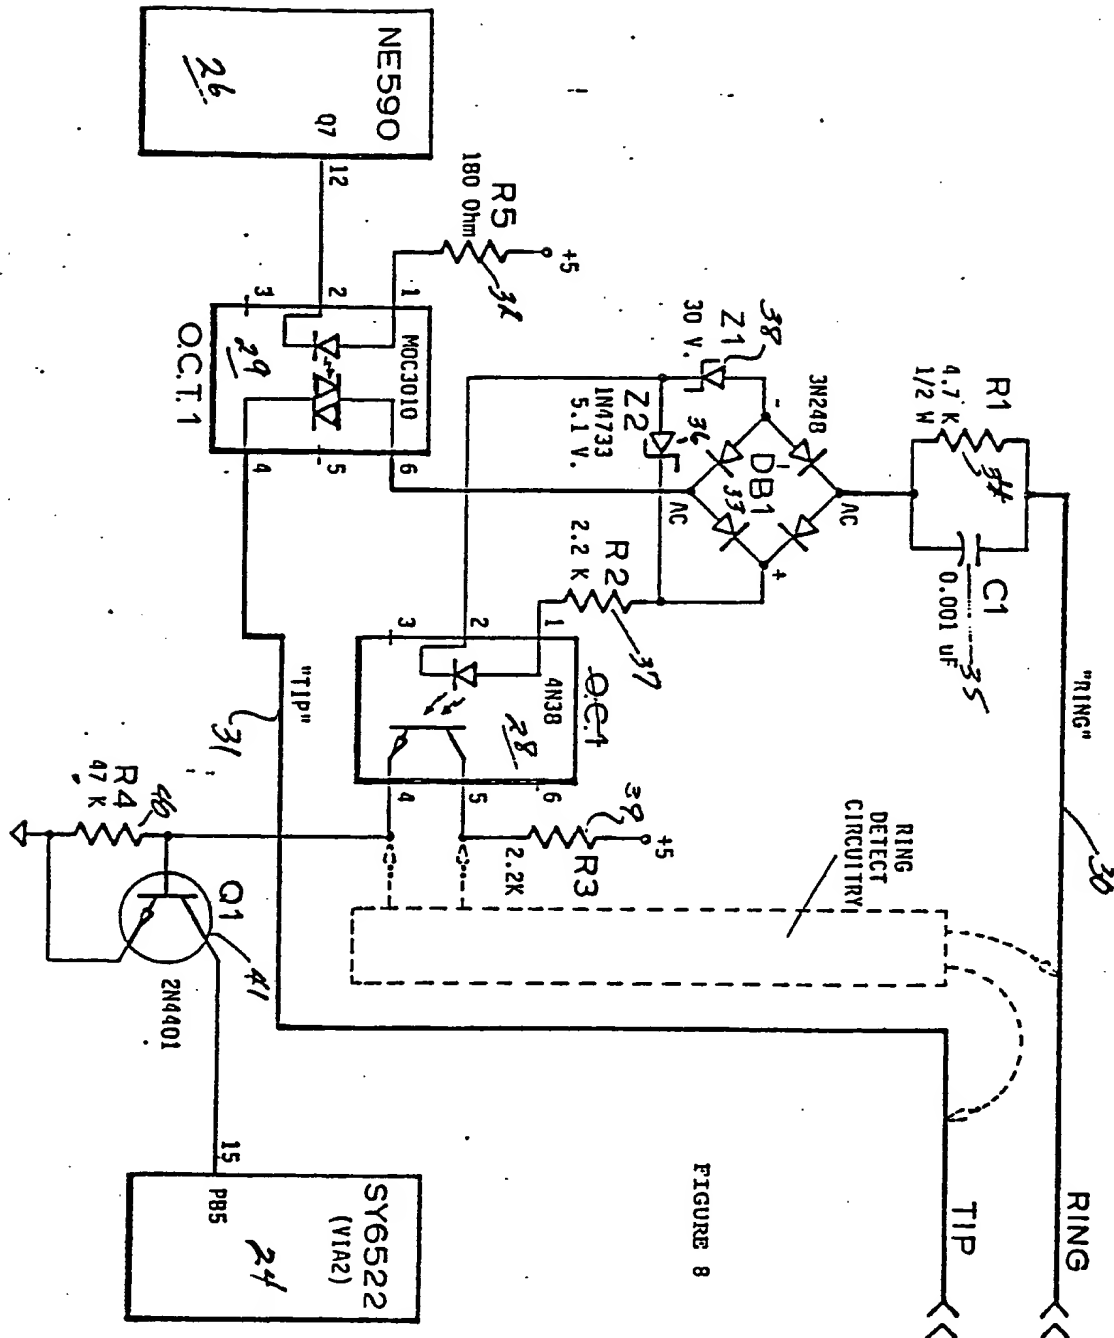 RING
TIP
"RING"
30
R1
4.7 K
1/2 W
34
C1
0.001 uF
35
3N248
AC
AC
-
+
DB1
33
38
Z1
30 V.
Z2
1N4733
5.1 V.
36
+5
R5
180 Ohm
NE590
Q7
26
12
1
2
3
MOC3010
29
6
5
4
O.C.T.1
R2
2.2 K
37
1
2
3
O.C.1
4N38
28
6
5
4
"TIP"
31
+5
39
R3
2.2K
RING
DETECT
CIRCUITRY
R4
47 K
40
Q1
41
2N4401
15
PB5
SY6522
(VIA2)
24
FIGURE 8